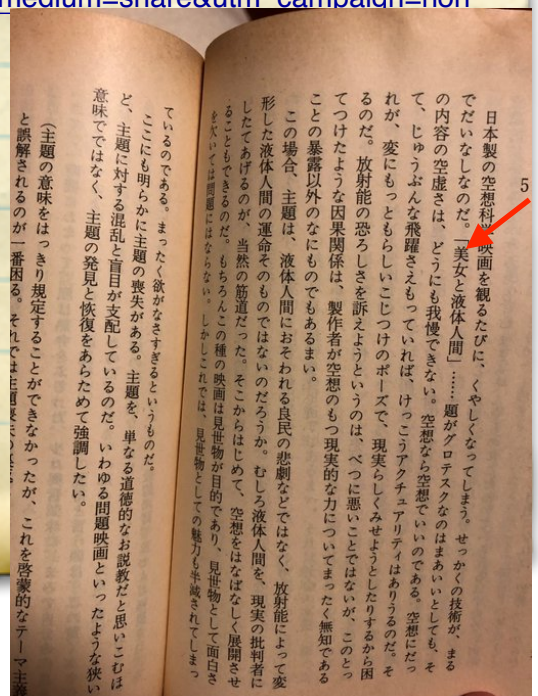 medium=share&utm_campaign=non
5
日本製の空想科学映画を観るたびに、くやしくなってしまう。せっかくの技術が、まる
でだいなしなのだ。「美女と液体人間」……題がグロテスクなのはまあいいとしても、そ
の内容の空虚さは、どうにも我慢できない。空想なら空想でいいのである。空想にだっ
て、じゅうぶんな飛躍さえもっていれば、けっこうアクチュアリティはありうるのだ。そ
れが、変にもっともらしいこじつけのポーズで、現実らしくみせようとしたりするから困
るのだ。放射能の恐ろしさを訴えようというのは、べつに悪いことではないが、このとっ
てつけたような因果関係は、製作者が空想のもつ現実的な力についてまったく無知である
ことの暴露以外のなにものでもあるまい。
この場合、主題は、液体人間におそわれる良民の悲劇などではなく、放射能によって変
形した液体人間の運命そのものではないのだろうか。むしろ液体人間を、現実の批判者に
したてあげるのが、当然の筋道だった。そこからはじめて、空想をはなばなしく展開させ
ることもできるのだ。もちろんこの種の映画は見世物が目的であり、見世物として面白さ
を欠いては問題にはならない。しかしこれでは、見世物としての魅力も半減されてしまっ
ているのである。まったく欲がなさすぎるというものだ。
ここにも明らかに主題の喪失がある。主題を、単なる道徳的なお説教だと思いこむほ
ど、主題に対する混乱と盲目が支配しているのだ。いわゆる問題映画といったような狭い
意味でではなく、主題の発見と恢復をあらためて強調したい。
(主題の意味をはっきり規定することができなかったが、これを啓蒙的なテーマ主義
と誤解されるのが一番困る。それでは主題喪失の